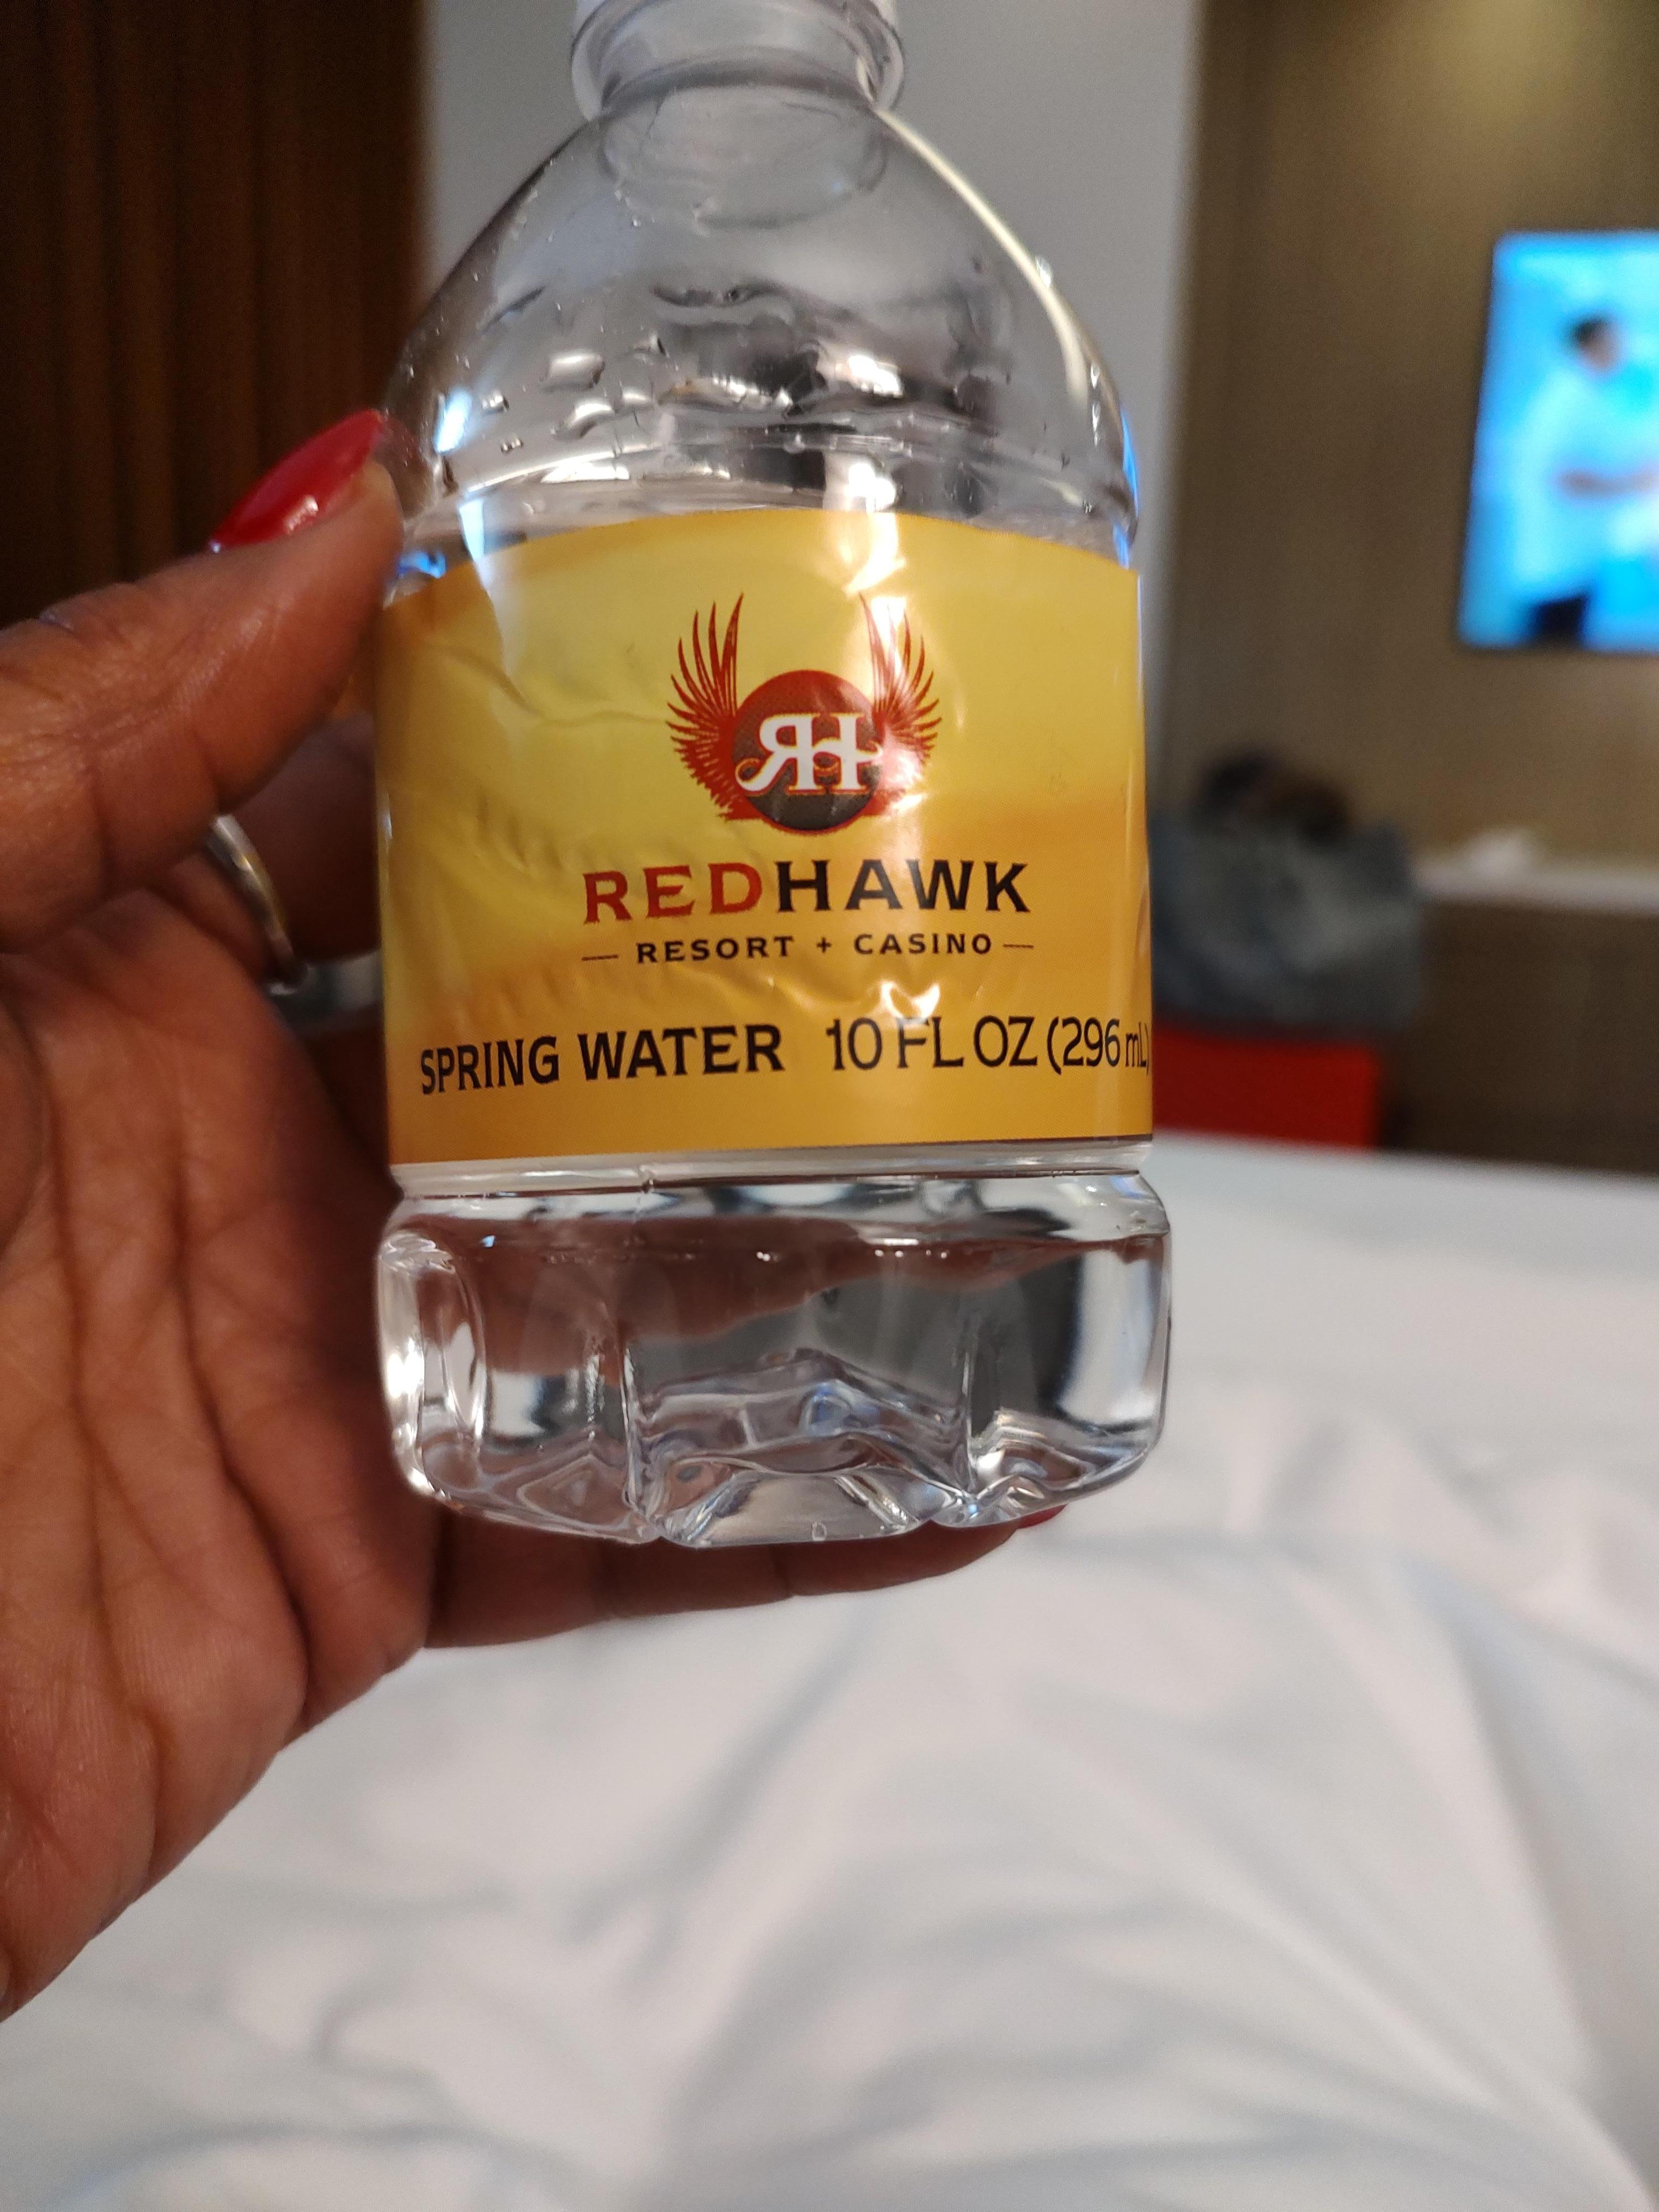 RH
REDHAWK
RESORT + CASINO
SPRING WATER 10 FL OZ (296 mL)